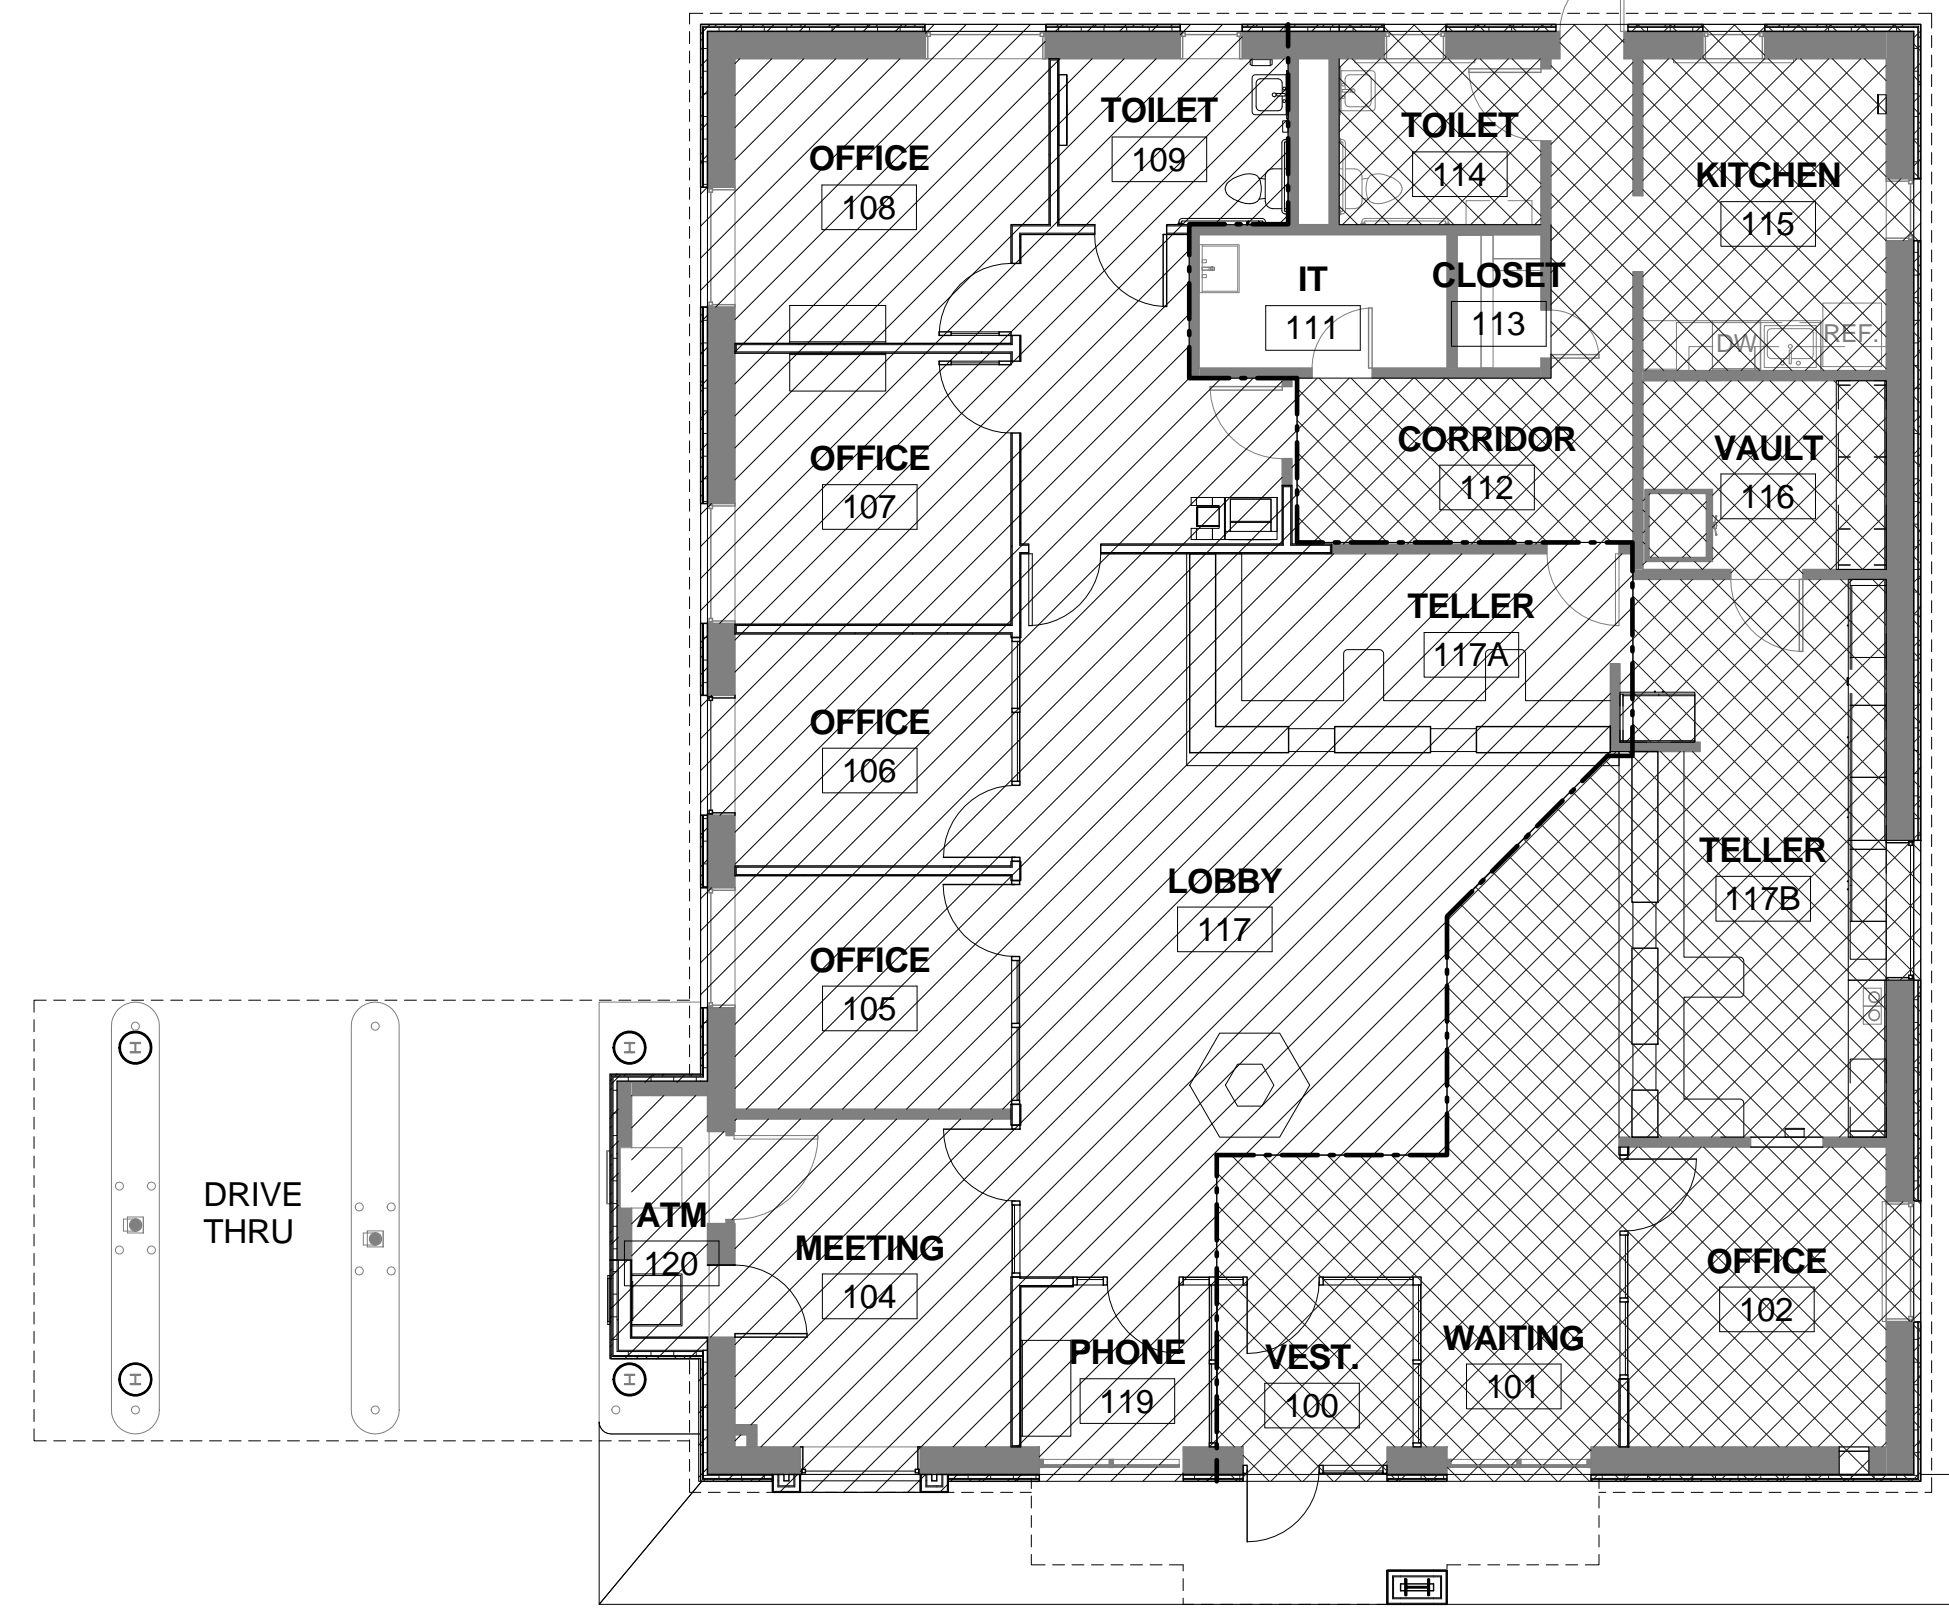 TOILET
109
TOILET
114
OFFICE
108
KITCHEN
115
IT
111
CLOSET
113
DW
REF.
OFFICE
107
CORRIDOR
112
VAULT
116
TELLER
117A
OFFICE
106
LOBBY
117
TELLER
117B
OFFICE
105
H
H
DRIVE
THRU
ATM
120
MEETING
104
OFFICE
102
PHONE
119
VEST.
100
WAITING
101
H
H